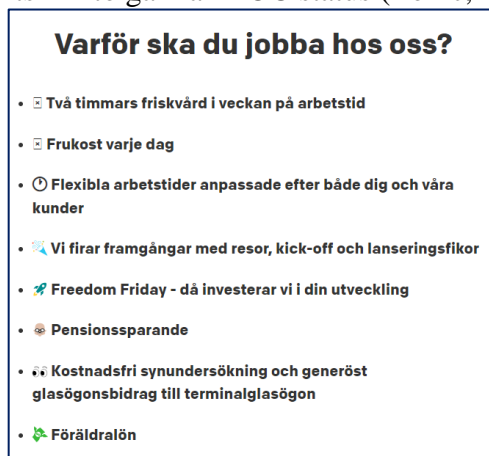 Varför ska du jobba hos oss?
• Två timmars friskvård i veckan på arbetstid
• Frukost varje dag
• 🕐 Flexibla arbetstider anpassade efter både dig och våra
kunder
• Vi firar framgångar med resor, kick-off och lanseringsfikor
• 🚀 Freedom Friday - då investerar vi i din utveckling
• Pensionssparande
• 👀 Kostnadsfri synundersökning och generöst
glasögonsbidrag till terminalglasögon
• 💸 Föräldralön